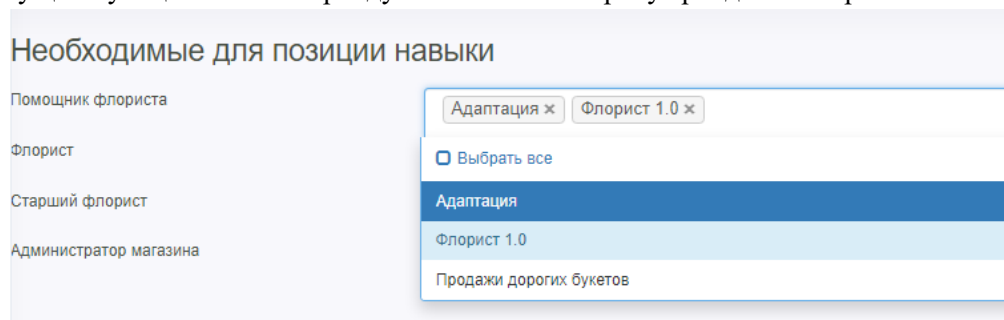 Необходимые для позиции навыки
Помощник флориста
Адаптация × Флорист 1.0 ×
Флорист
Выбрать все
Старший флорист
Адаптация
Администратор магазина
Флорист 1.0
Продажи дорогих букетов